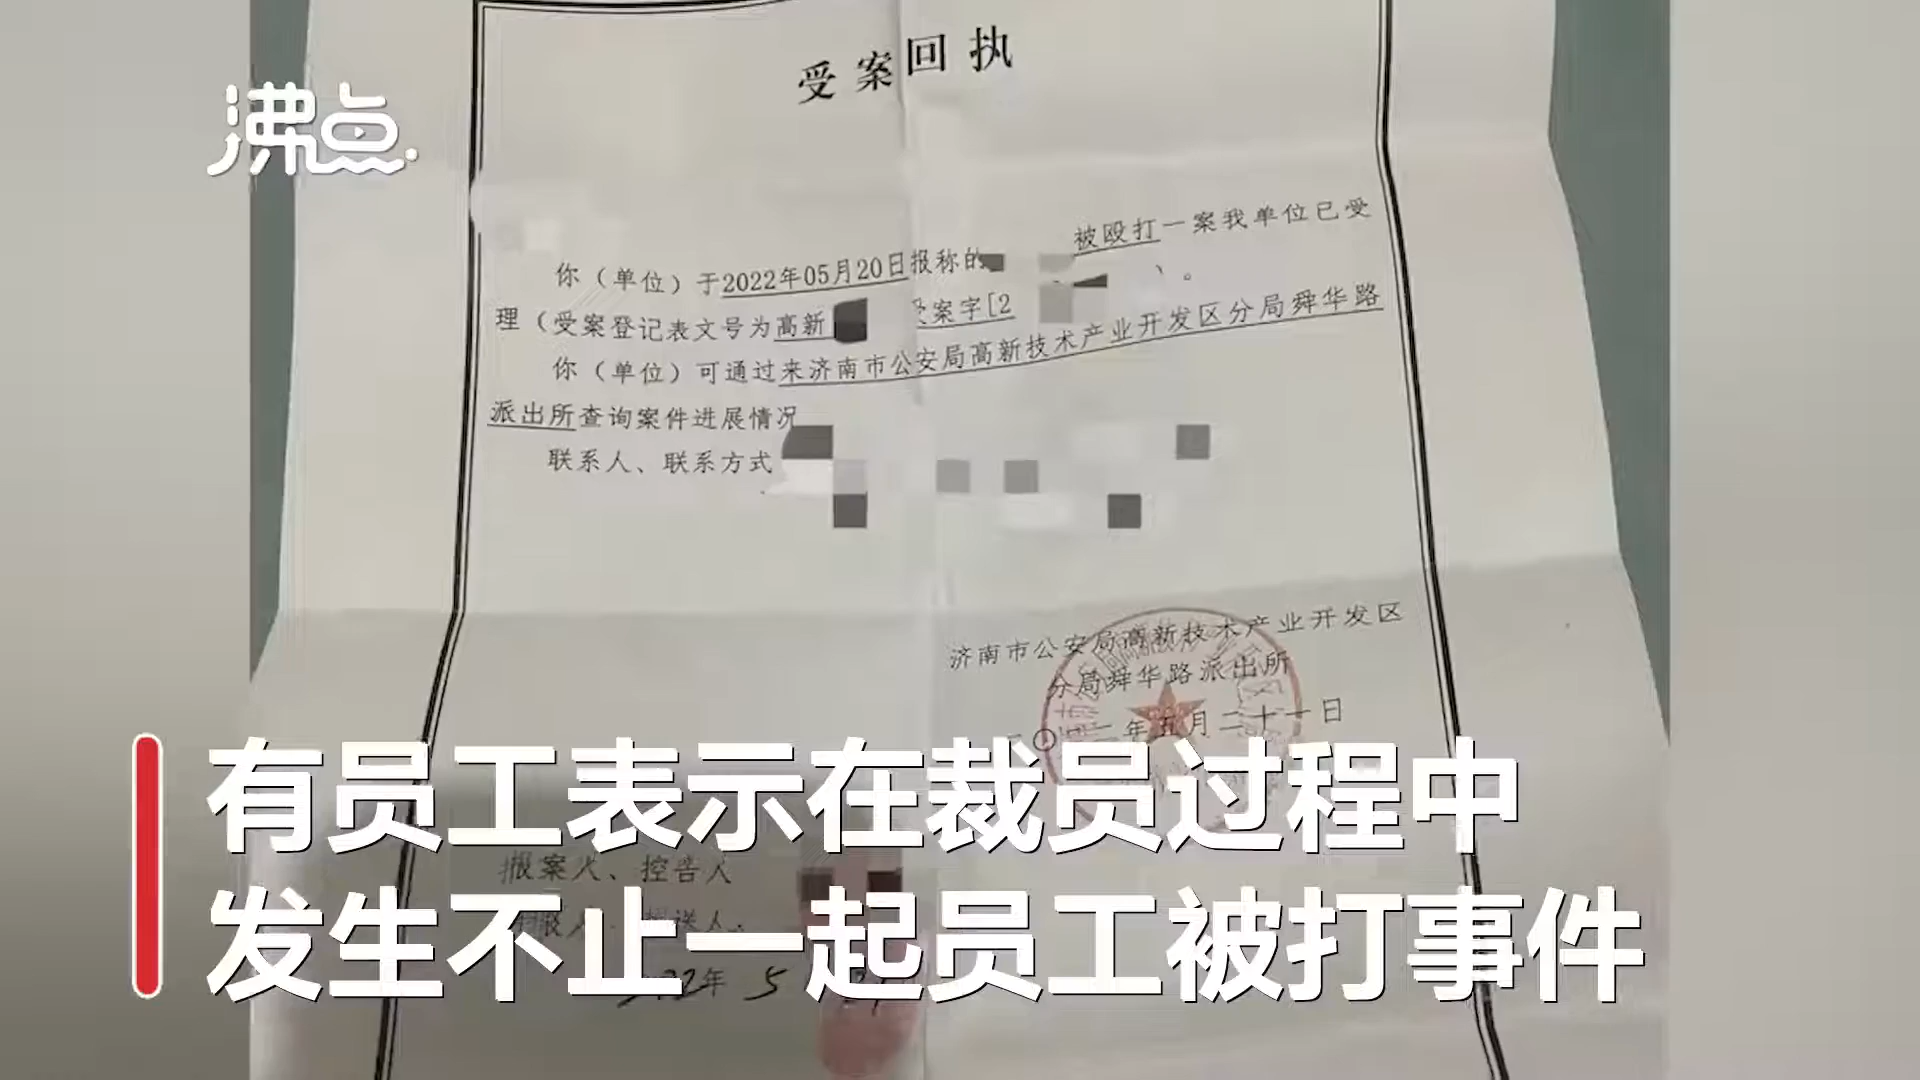 受案回执
沸点
你（单位）于2022年05月20日报称的
被殴打一案我单位已受
理（受案登记表文号为高新
受案字[2
）。
你（单位）可通过来济南市公安局高新技术产业开发区分局舜华路
派出所查询案件进展情况
联系人、联系方式
济南市公安局高新技术产业开发区
分局舜华路派出所
二〇二二年五月二十一日
有员工表示在裁员过程中
报案人、控告人
发生不止一起员工被打事件
年 5